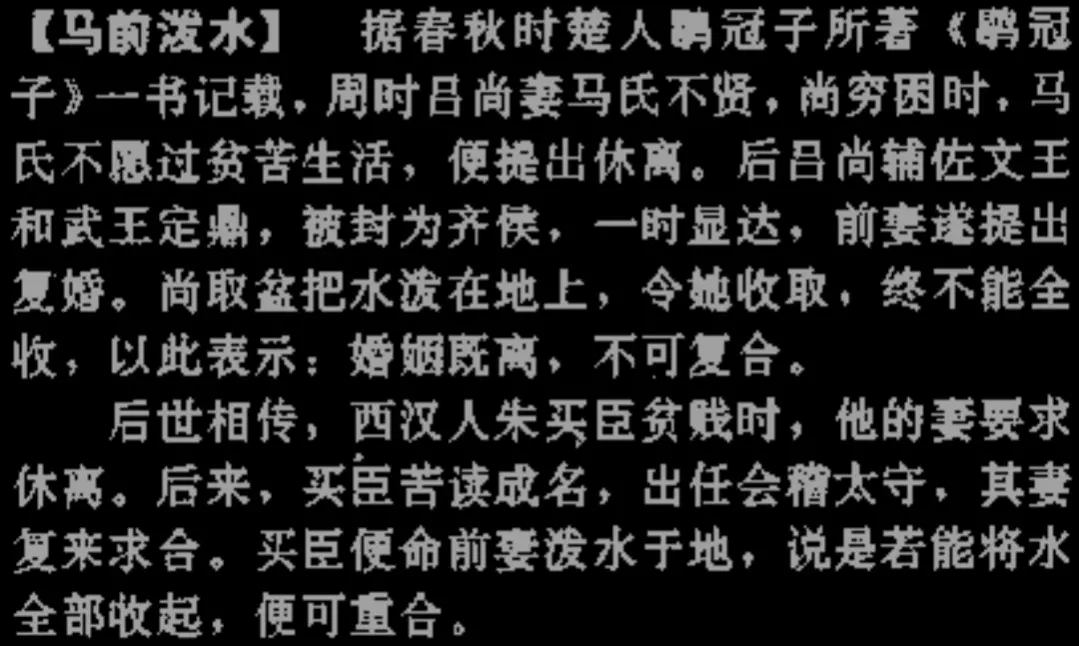 【马前泼水】 据春秋时楚人鹖冠子所著《鹖冠
子》一书记载，周时吕尚妻马氏不贤，尚穷困时，马
氏不愿过贫苦生活，便提出休离。后吕尚辅佐文王
和武王定鼎，被封为齐侯，一时显达，前妻遂提出
复婚。尚取盆把水泼在地上，令她收取，终不能全
收，以此表示：婚姻既离，不可复合。
后世相传，西汉人朱买臣贫贱时，他的妻要求
休离。后来，买臣苦读成名，出任会稽太守，其妻
复来求合。买臣便命前妻泼水于地，说是若能将水
全部收起，便可重合。